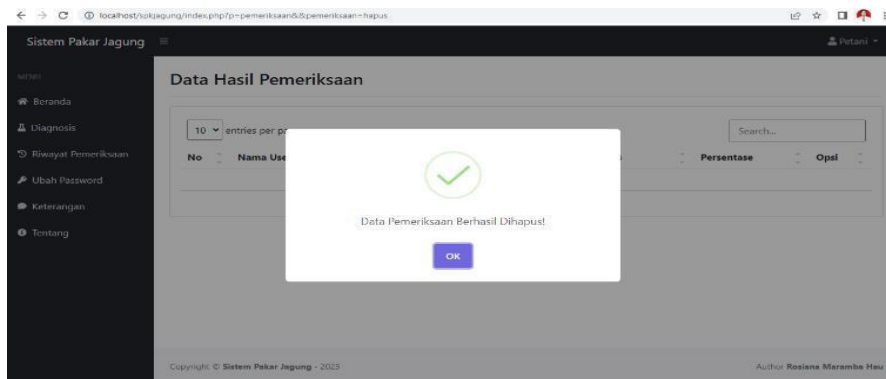 localhost/spkjagung/index.php?p=pemeriksaan&&pemeriksaan=hapus
Sistem Pakar Jagung
Petani
MENU
Data Hasil Pemeriksaan
Beranda
Diagnosis
Riwayat Pemeriksaan
Ubah Password
Keterangan
Tentang
10 entries per pa
Search...
No Nama Use Persentase Opsi
Data Pemeriksaan Berhasil Dihapus!
OK
Copyright © Sistem Pakar Jagung - 2023
Author Rosiana Maramba Hau